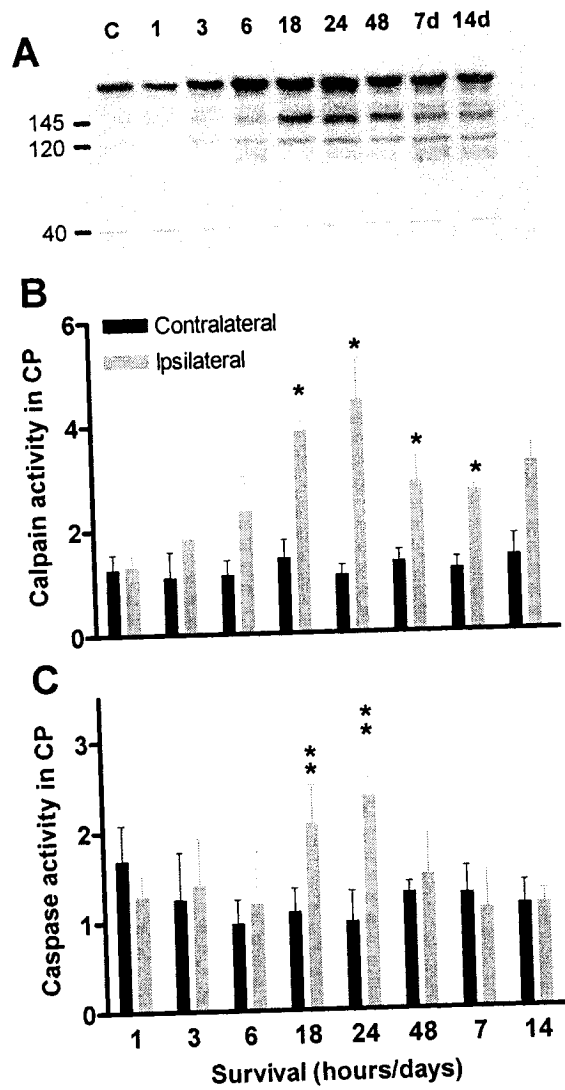 C 1 3 6 18 24 48 7d 14d
A
145
120
40
B
6
Contralateral
Ipsilateral
4
2
0
Calpain activity in CP
* * * *
C
3
2
1
0
Caspase activity in CP
** **
1 3 6 18 24 48 7 14
Survival (hours/days)